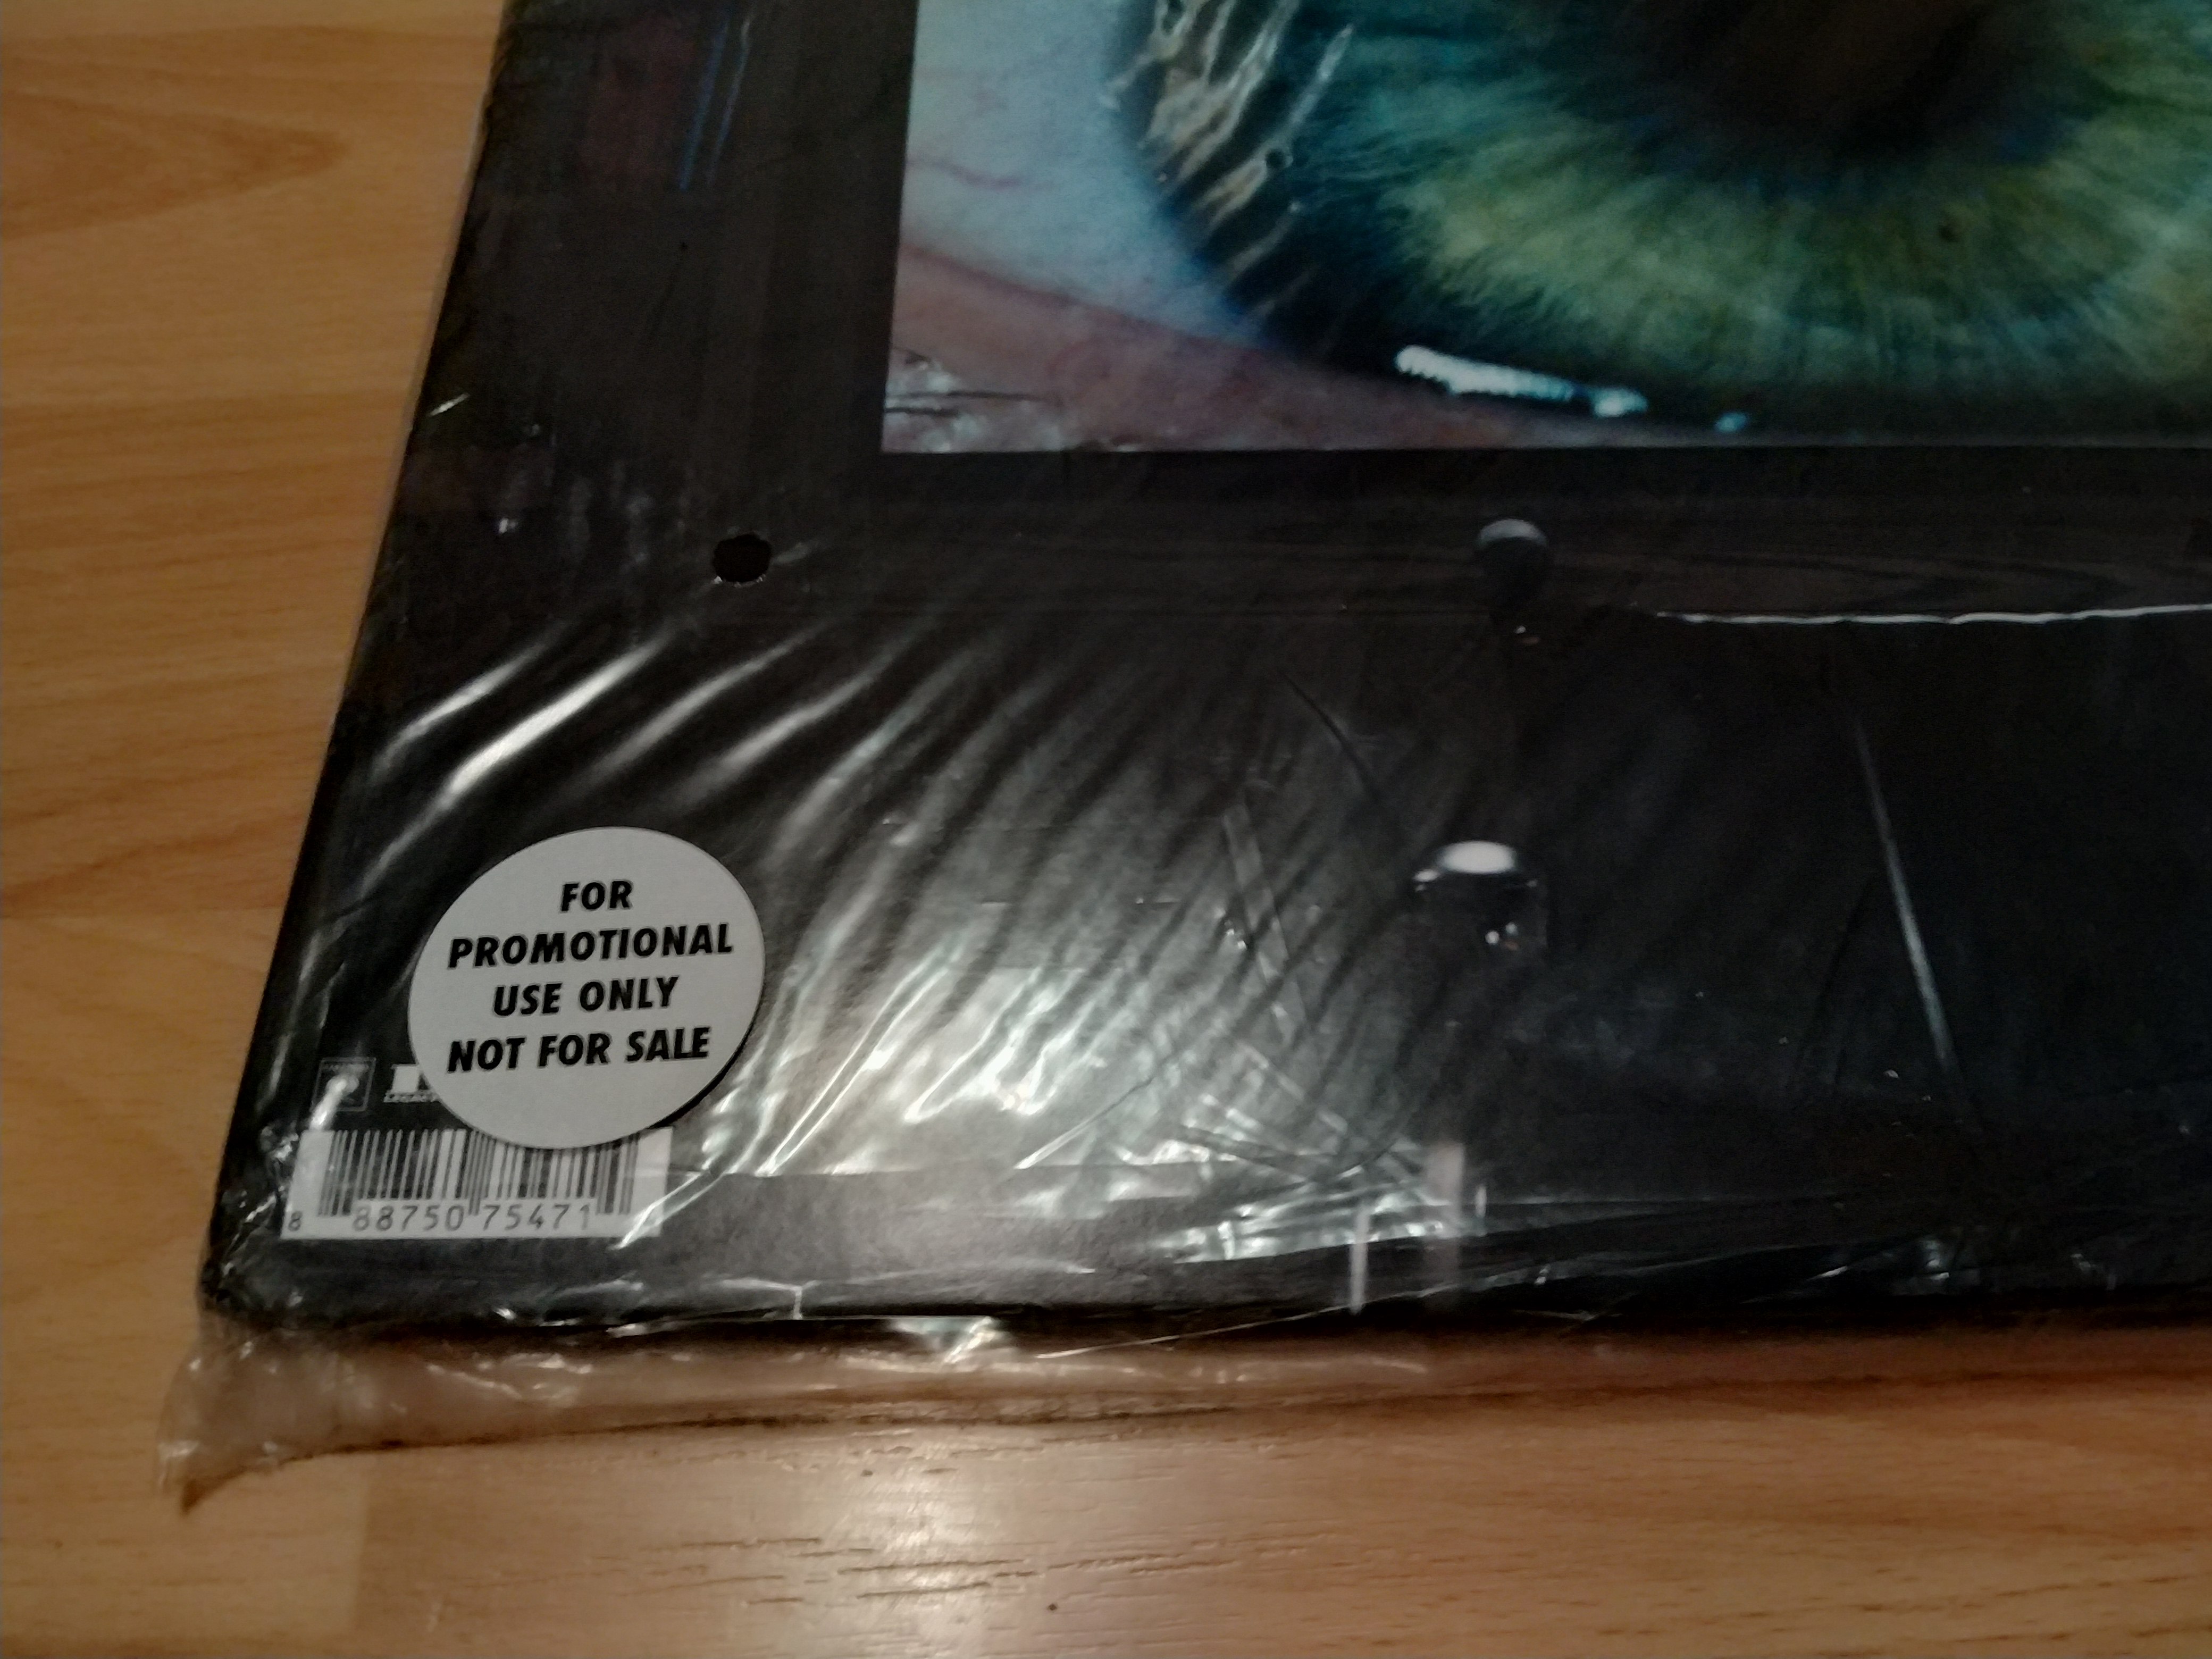 FOR
PROMOTIONAL
USE ONLY
NOT FOR SALE
8 88750 75471